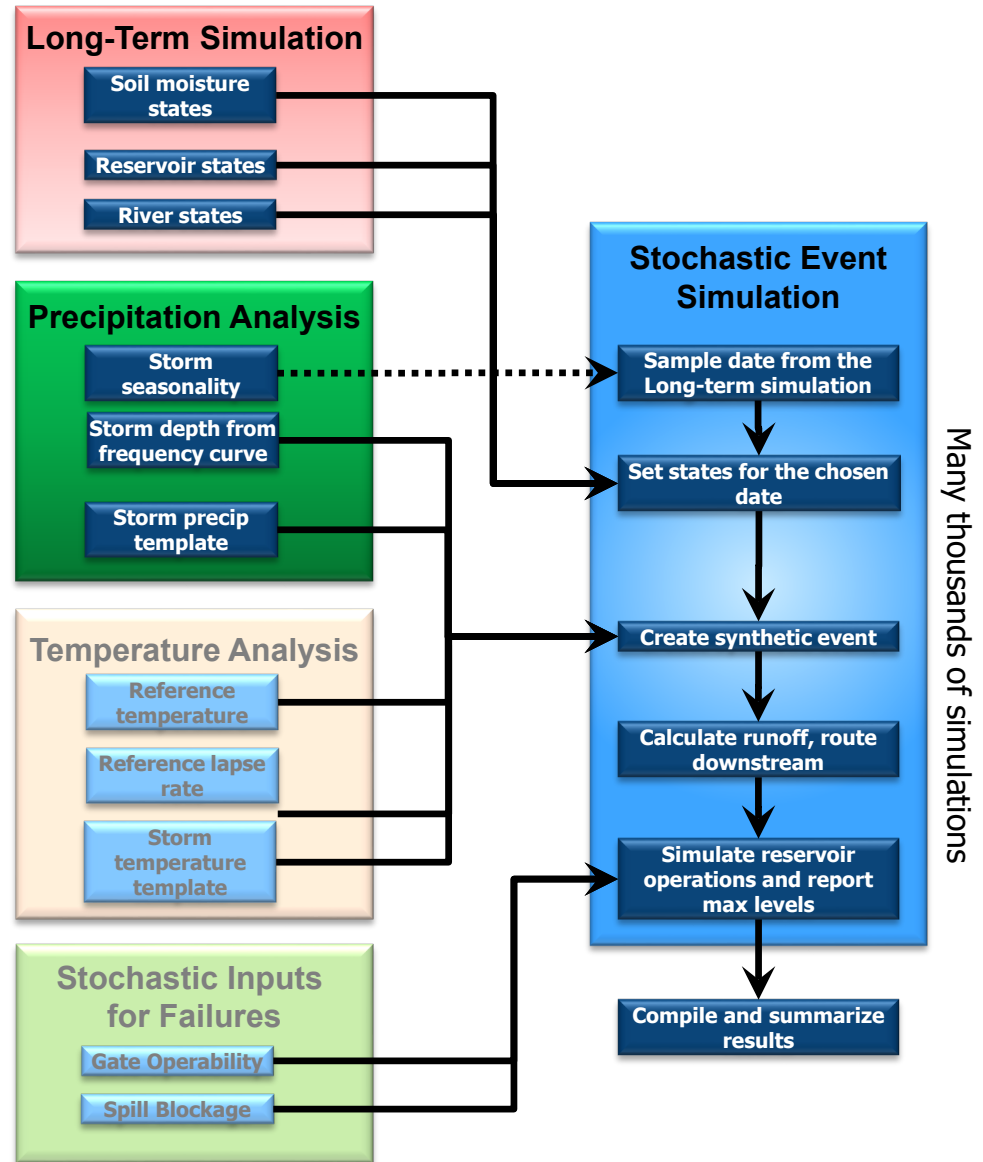 Long-Term Simulation
Soil moisture
states
Reservoir states
River states
Precipitation Analysis
Storm
seasonality
Storm depth from
frequency curve
Storm precip
template
Temperature Analysis
Reference
temperature
Reference lapse
rate
Storm
temperature
template
Stochastic Inputs
for Failures
Gate Operability
Spill Blockage
Stochastic Event
Simulation
Sample date from the
Long-term simulation
Set states for the chosen
date
Create synthetic event
Calculate runoff, route
downstream
Simulate reservoir
operations and report
max levels
Compile and summarize
results
Many thousands of simulations